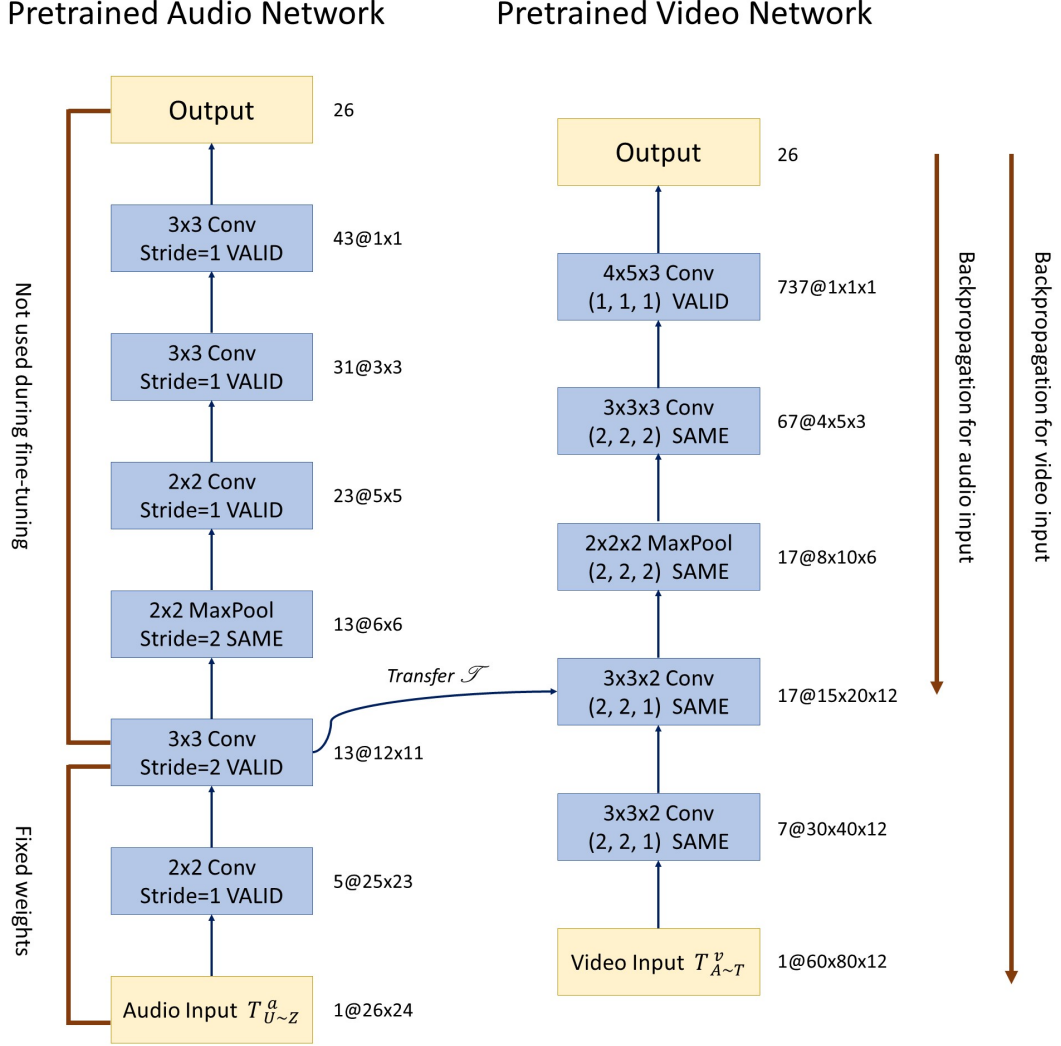 Pretrained Audio Network
Output
26
3x3 Conv
Stride=1 VALID
43@1x1
3x3 Conv
Stride=1 VALID
31@3x3
2x2 Conv
Stride=1 VALID
23@5x5
2x2 MaxPool
Stride=2 SAME
13@6x6
3x3 Conv
Stride=2 VALID
13@12x11
2x2 Conv
Stride=1 VALID
5@25x23
Audio Input T^a_{U~Z}
1@26x24
Not used during fine-tuning
Fixed weights
Transfer 𝒯
Pretrained Video Network
Output
26
4x5x3 Conv
(1, 1, 1) VALID
737@1x1x1
3x3x3 Conv
(2, 2, 2) SAME
67@4x5x3
2x2x2 MaxPool
(2, 2, 2) SAME
17@8x10x6
3x3x2 Conv
(2, 2, 1) SAME
17@15x20x12
3x3x2 Conv
(2, 2, 1) SAME
7@30x40x12
Video Input T^v_{A~T}
1@60x80x12
Backpropagation for audio input
Backpropagation for video input